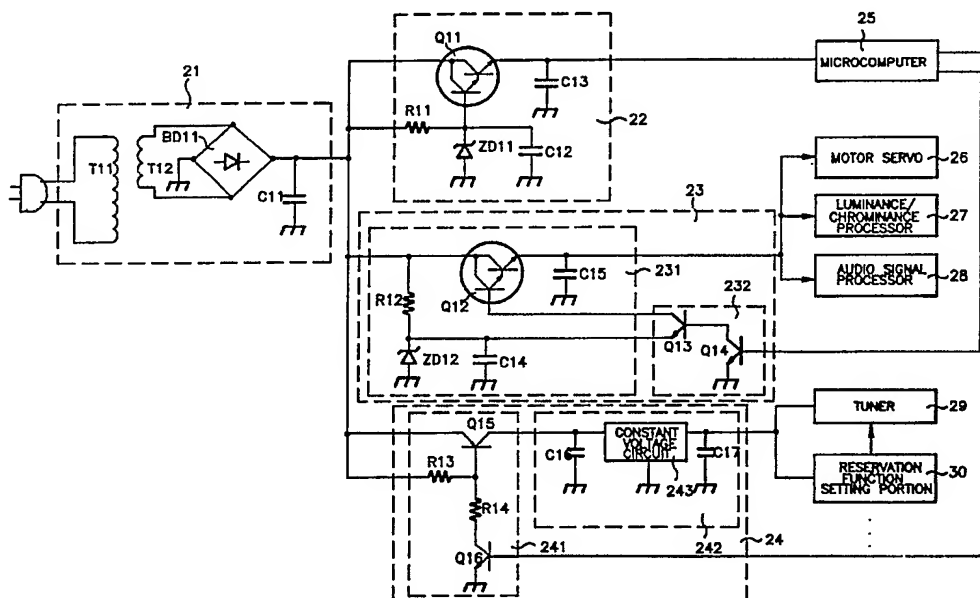 21
BD11
T11
T12
C11
Q11
R11
ZD11
C12
C13
22
25
MICROCOMPUTER
MOTOR SERVO
26
LUMINANCE/
CHROMINANCE
PROCESSOR
27
AUDIO SIGNAL
PROCESSOR
28
23
Q12
C15
231
R12
ZD12
C14
232
Q13
Q14
Q15
R13
R14
Q16
241
C16
CONSTANT
VOLTAGE
CIRCUIT
243
C17
242
24
TUNER
29
RESERVATION
FUNCTION
SETTING PORTION
30